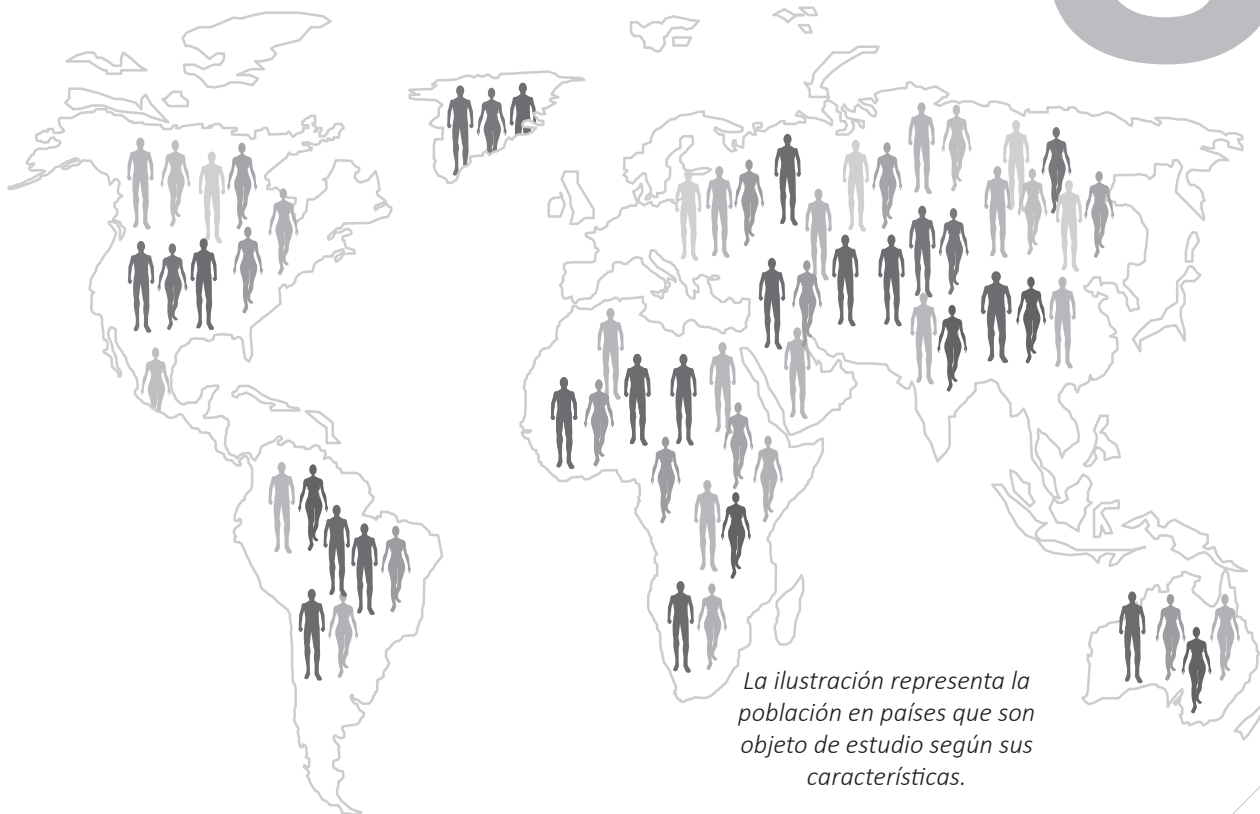 La ilustración representa la
población en países que son
objeto de estudio según sus
características.